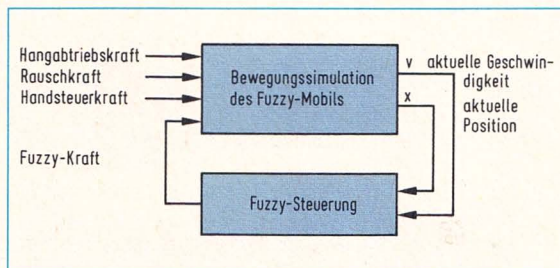 Hangabtriebskraft
Rauschkraft
Handsteuerkraft
Fuzzy-Kraft
Bewegungssimulation
des Fuzzy-Mobils
v aktuelle Geschwin-
digkeit
x aktuelle
Position
Fuzzy-Steuerung